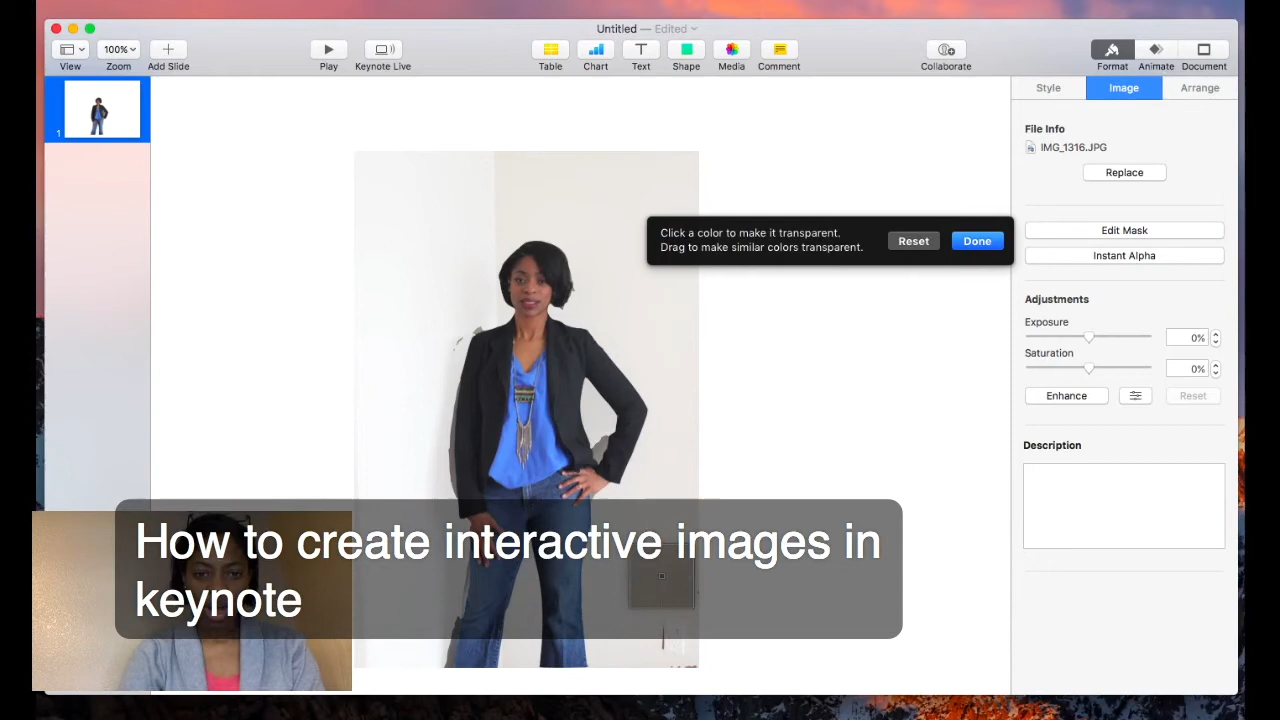 Untitled — Edited
100%
View
Zoom
Add Slide
Play
Keynote Live
Table
Chart
Text
Shape
Media
Comment
Collaborate
Format
Animate
Document
1
Style
Image
Arrange
File Info
IMG_1316.JPG
Replace
Click a color to make it transparent.
Drag to make similar colors transparent.
Reset
Done
Edit Mask
Instant Alpha
Adjustments
Exposure
0%
Saturation
0%
Enhance
Reset
Description
How to create interactive images in
keynote